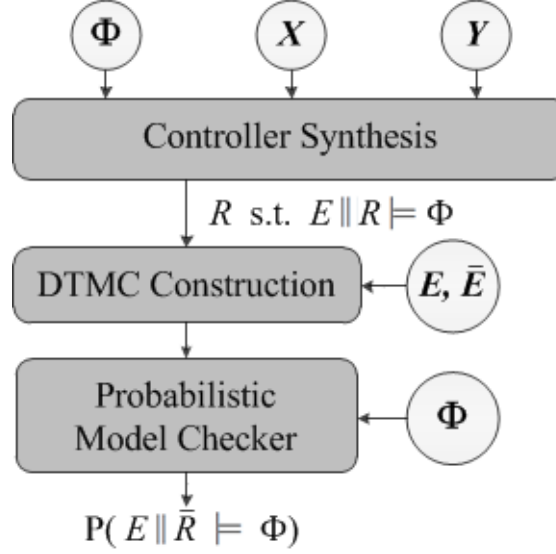 Φ X Y
Controller Synthesis
R s.t. E || R ⊨ Φ
DTMC Construction
E, Ē
Probabilistic
Model Checker
Φ
P( E || R̄ ⊨ Φ)